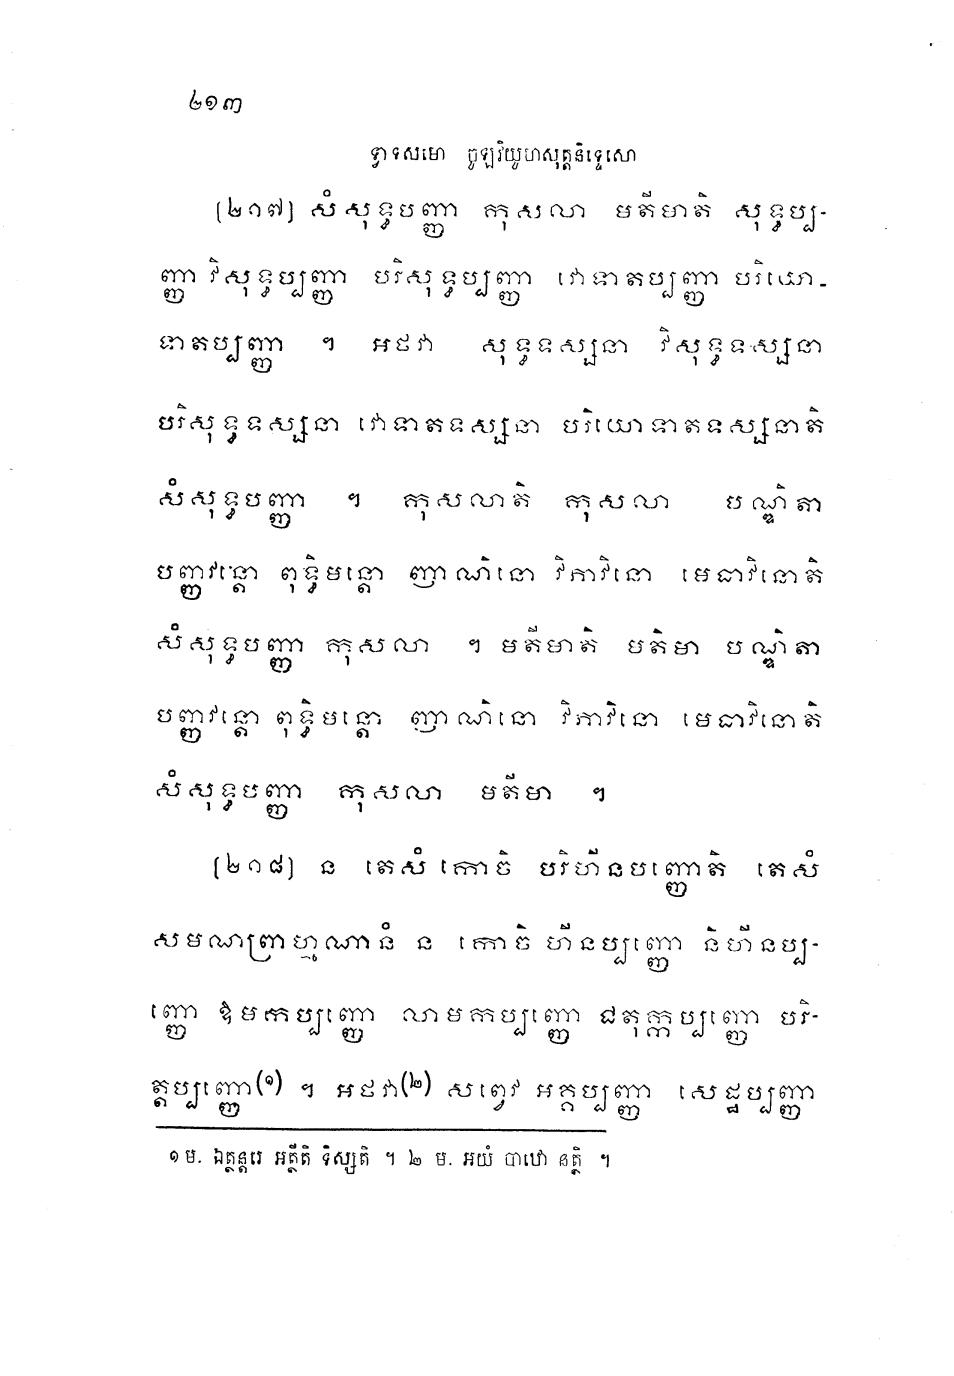 ២១៣
ទ្វាទសមោ ចូឡវិយូហសុត្តនិទ្ទេសោ
[២១៧] សំសុទ្ធបញ្ញា កុសលា មតីមាតិ សុទ្ធប្ប-
ញ្ញា វិសុទ្ធប្បញ្ញា បរិសុទ្ធប្បញ្ញា វោទាតប្បញ្ញា បរិយោ-
ទាតប្បញ្ញា ។ អថវា សុទ្ធទស្សនា វិសុទ្ធទស្សនា
បរិសុទ្ធទស្សនា វោទាតទស្សនា បរិយោទាតទស្សនាតិ
សំសុទ្ធបញ្ញា ។ កុសលាតិ កុសលា បណ្ឌិតា
បញ្ញវន្តោ ពុទ្ធិមន្តោ ញាណិនោ វិភាវិនោ មេធាវិនោតិ
សំសុទ្ធបញ្ញា កុសលា ។ មតីមាតិ មតិមា បណ្ឌិតា
បញ្ញវន្តោ ពុទ្ធិមន្តោ ញាណិនោ វិភាវិនោ មេធាវិនោតិ
សំសុទ្ធបញ្ញា កុសលា មតីមា ។
[២១៨] ន តេសំ កោចិ បរិហីនបញ្ញោតិ តេសំ
សមណព្រាហ្មណានំ ន កោចិ ហីនប្បញ្ញោ និហីនប្ប-
ញ្ញោ ឱមកប្បញ្ញោ លាមកប្បញ្ញោ ជតុក្កប្បញ្ញោ បរិ-
ត្តប្បញ្ញោ(១) ។ អថវា(២) សព្វេវ អគ្គប្បញ្ញា សេដ្ឋប្បញ្ញា
១ ម. ឯត្ថន្តរេ អត្ថីតិ ទិស្សតិ ។ ២ ម. អយំ បាឋោ នត្ថិ ។